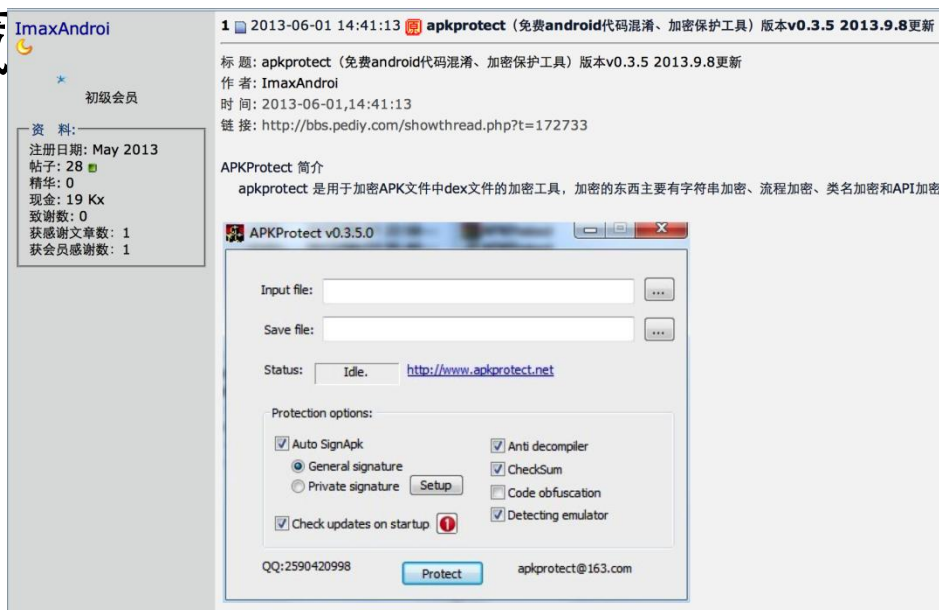 ImaxAndroi
初级会员
资 料:
注册日期: May 2013
帖子: 28
精华: 0
现金: 19 Kx
致谢数: 0
获感谢文章数: 1
获会员感谢数: 1
1 2013-06-01 14:41:13 原 apkprotect（免费android代码混淆、加密保护工具）版本v0.3.5 2013.9.8更新
标 题: apkprotect（免费android代码混淆、加密保护工具）版本v0.3.5 2013.9.8更新
作 者: ImaxAndroi
时 间: 2013-06-01,14:41:13
链 接: http://bbs.pediy.com/showthread.php?t=172733
APKProtect 简介
apkprotect 是用于加密APK文件中dex文件的加密工具，加密的东西主要有字符串加密、流程加密、类名加密和API加密
APKProtect v0.3.5.0
Input file:
...
Save file:
...
Status: Idle. http://www.apkprotect.net
Protection options:
Auto SignApk
General signature
Private signature Setup
Check updates on startup
Anti decompiler
CheckSum
Code obfuscation
Detecting emulator
QQ:2590420998 Protect apkprotect@163.com